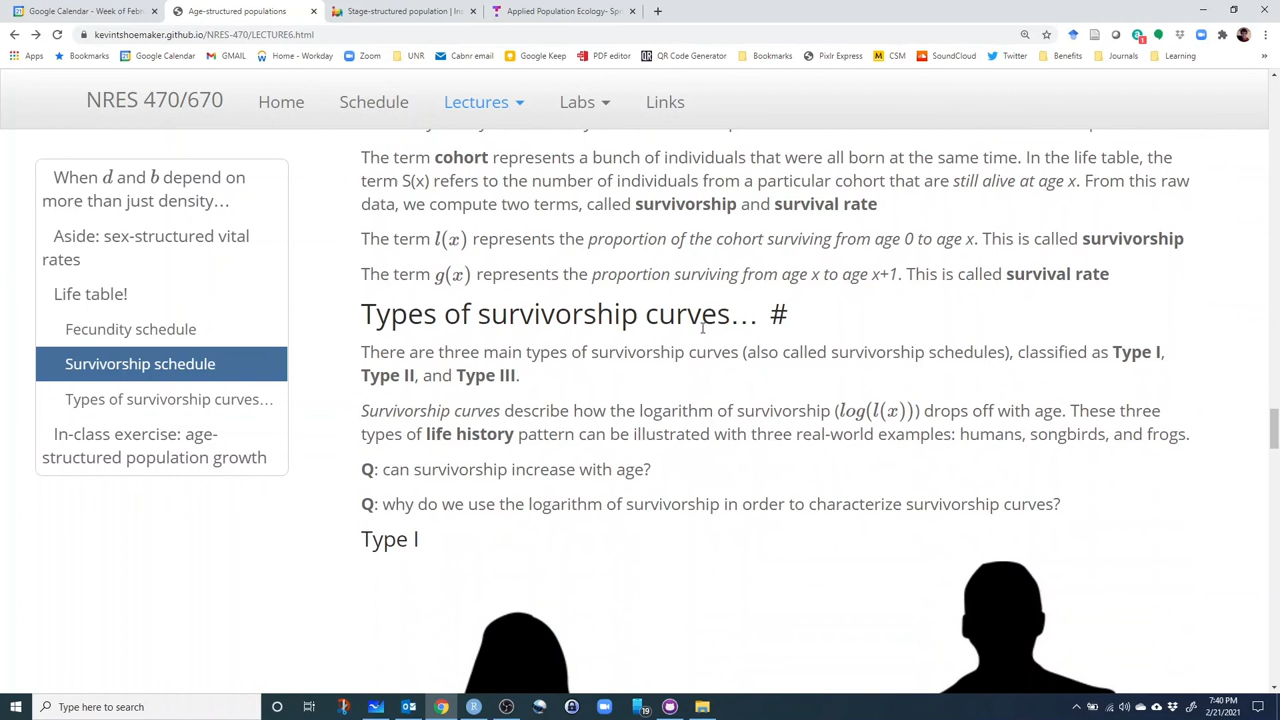 Google Calendar - Week of Febr
Age-structured populations
Stage-structured population | Ins
Applied Population Ecology- Spr
kevintshoemaker.github.io/NRES-470/LECTURE6.html
Apps Bookmarks Google Calendar GMAIL Home - Workday Zoom UNR Cabnr email Google Keep PDF editor QR Code Generator Bookmarks Pixlr Express CSM SoundCloud Twitter Benefits Journals Learning
NRES 470/670 Home Schedule Lectures Labs Links
When d and b depend on
more than just density…
Aside: sex-structured vital
rates
Life table!
Fecundity schedule
Survivorship schedule
Types of survivorship curves…
In-class exercise: age-
structured population growth
The term cohort represents a bunch of individuals that were all born at the same time. In the life table, the
term S(x) refers to the number of individuals from a particular cohort that are still alive at age x. From this raw
data, we compute two terms, called survivorship and survival rate
The term l(x) represents the proportion of the cohort surviving from age 0 to age x. This is called survivorship
The term g(x) represents the proportion surviving from age x to age x+1. This is called survival rate
Types of survivorship curves… #
There are three main types of survivorship curves (also called survivorship schedules), classified as Type I,
Type II, and Type III.
Survivorship curves describe how the logarithm of survivorship (log(l(x))) drops off with age. These three
types of life history pattern can be illustrated with three real-world examples: humans, songbirds, and frogs.
Q: can survivorship increase with age?
Q: why do we use the logarithm of survivorship in order to characterize survivorship curves?
Type I
Type here to search
19
7:40 PM
2/21/2021